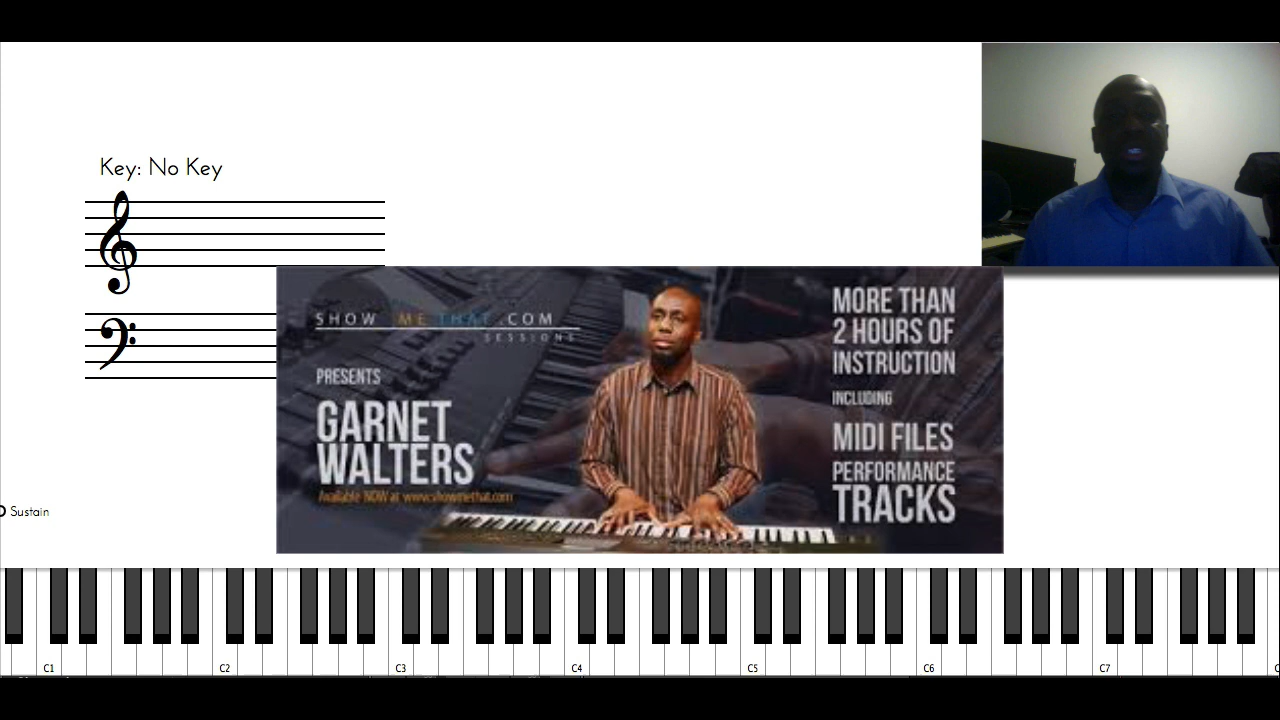 Key: No Key
SHOW ME THAT.COM
SESSIONS
PRESENTS
GARNET
WALTERS
Available NOW at www.showmethat.com
MORE THAN
2 HOURS OF
INSTRUCTION
INCLUDING
MIDI FILES
PERFORMANCE
TRACKS
Sustain
C1 C2 C3 C4 C5 C6 C7